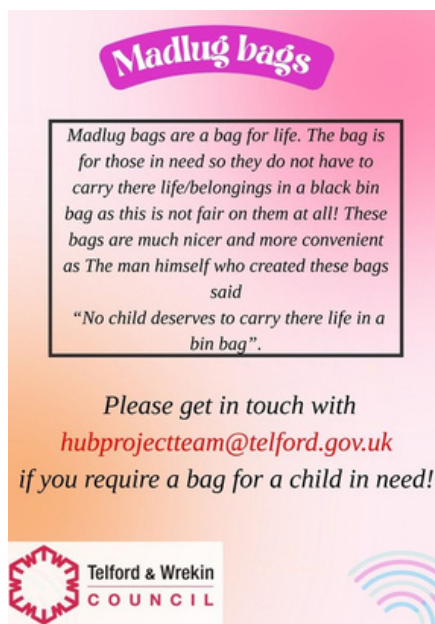 Madlug bags
Madlug bags are a bag for life. The bag is
for those in need so they do not have to
carry there life/belongings in a black bin
bag as this is not fair on them at all! These
bags are much nicer and more convenient
as The man himself who created these bags
said
“No child deserves to carry there life in a
bin bag”.
Please get in touch with
hubprojectteam@telford.gov.uk
if you require a bag for a child in need!
Telford & Wrekin
COUNCIL